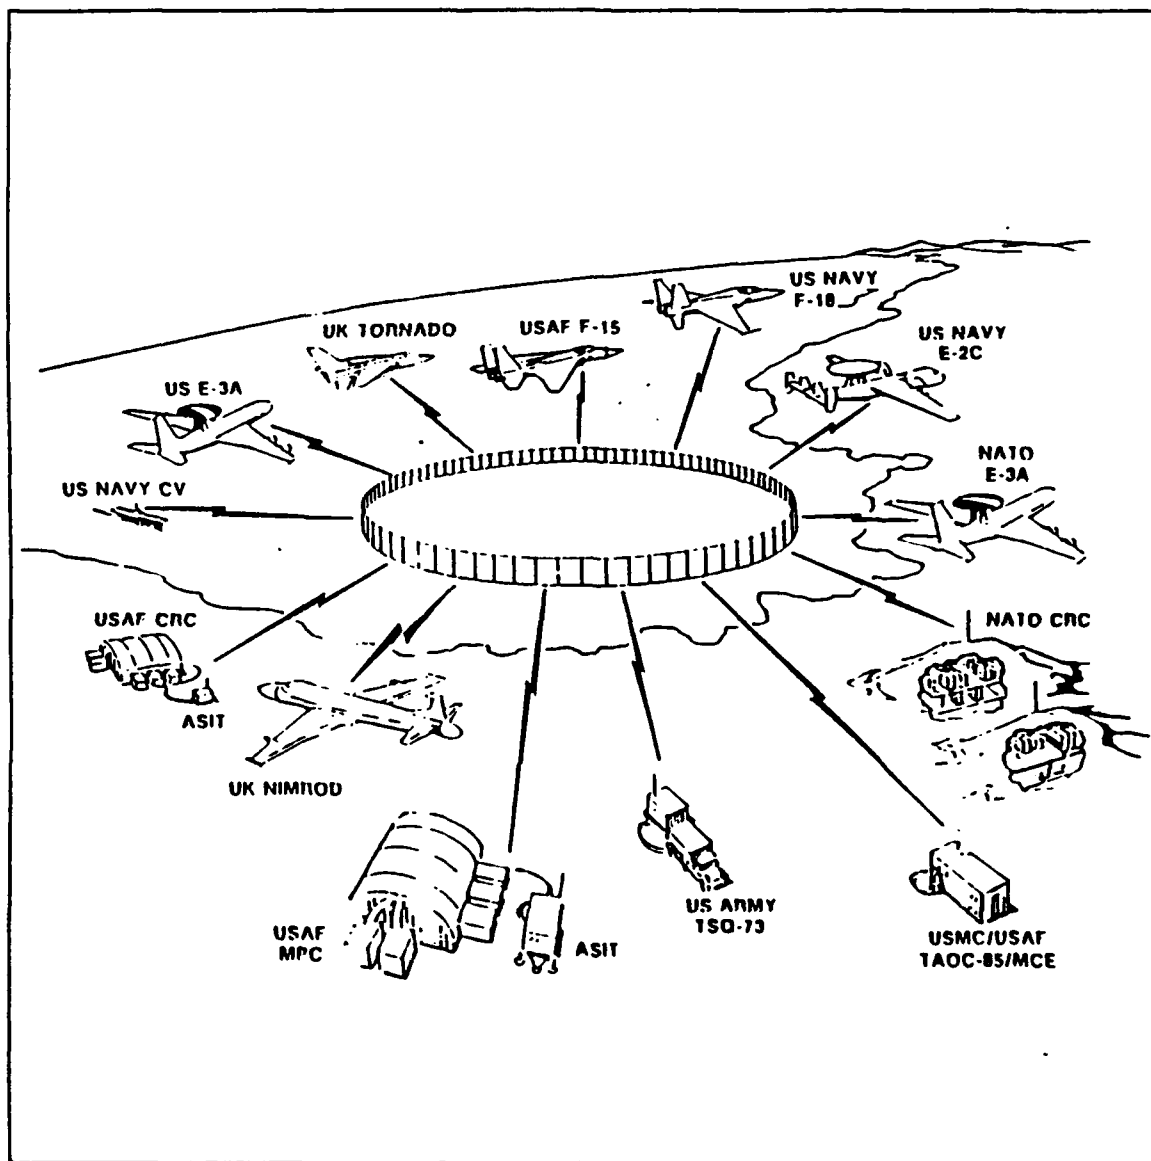 US NAVY
F-18
UK TORNADO
USAF F-15
US NAVY
E-2C
US E-3A
NATO
E-3A
US NAVY CV
USAF CRC
NATO CRC
ASIT
UK NIMROD
US ARMY
TSQ-73
USAF
MPC
ASIT
USMC/USAF
TAOC-85/MCE